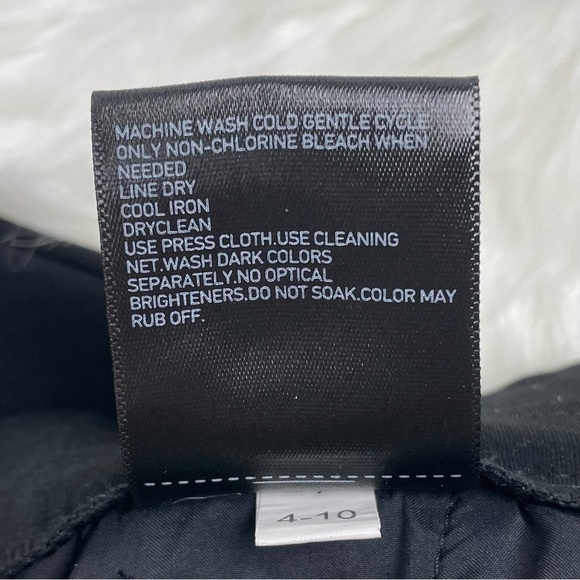 MACHINE WASH COLD GENTLE CYCLE
ONLY NON-CHLORINE BLEACH WHEN
NEEDED
LINE DRY
COOL IRON
DRYCLEAN
USE PRESS CLOTH.USE CLEANING
NET.WASH DARK COLORS
SEPARATELY.NO OPTICAL
BRIGHTENERS.DO NOT SOAK.COLOR MAY
RUB OFF.
4-10